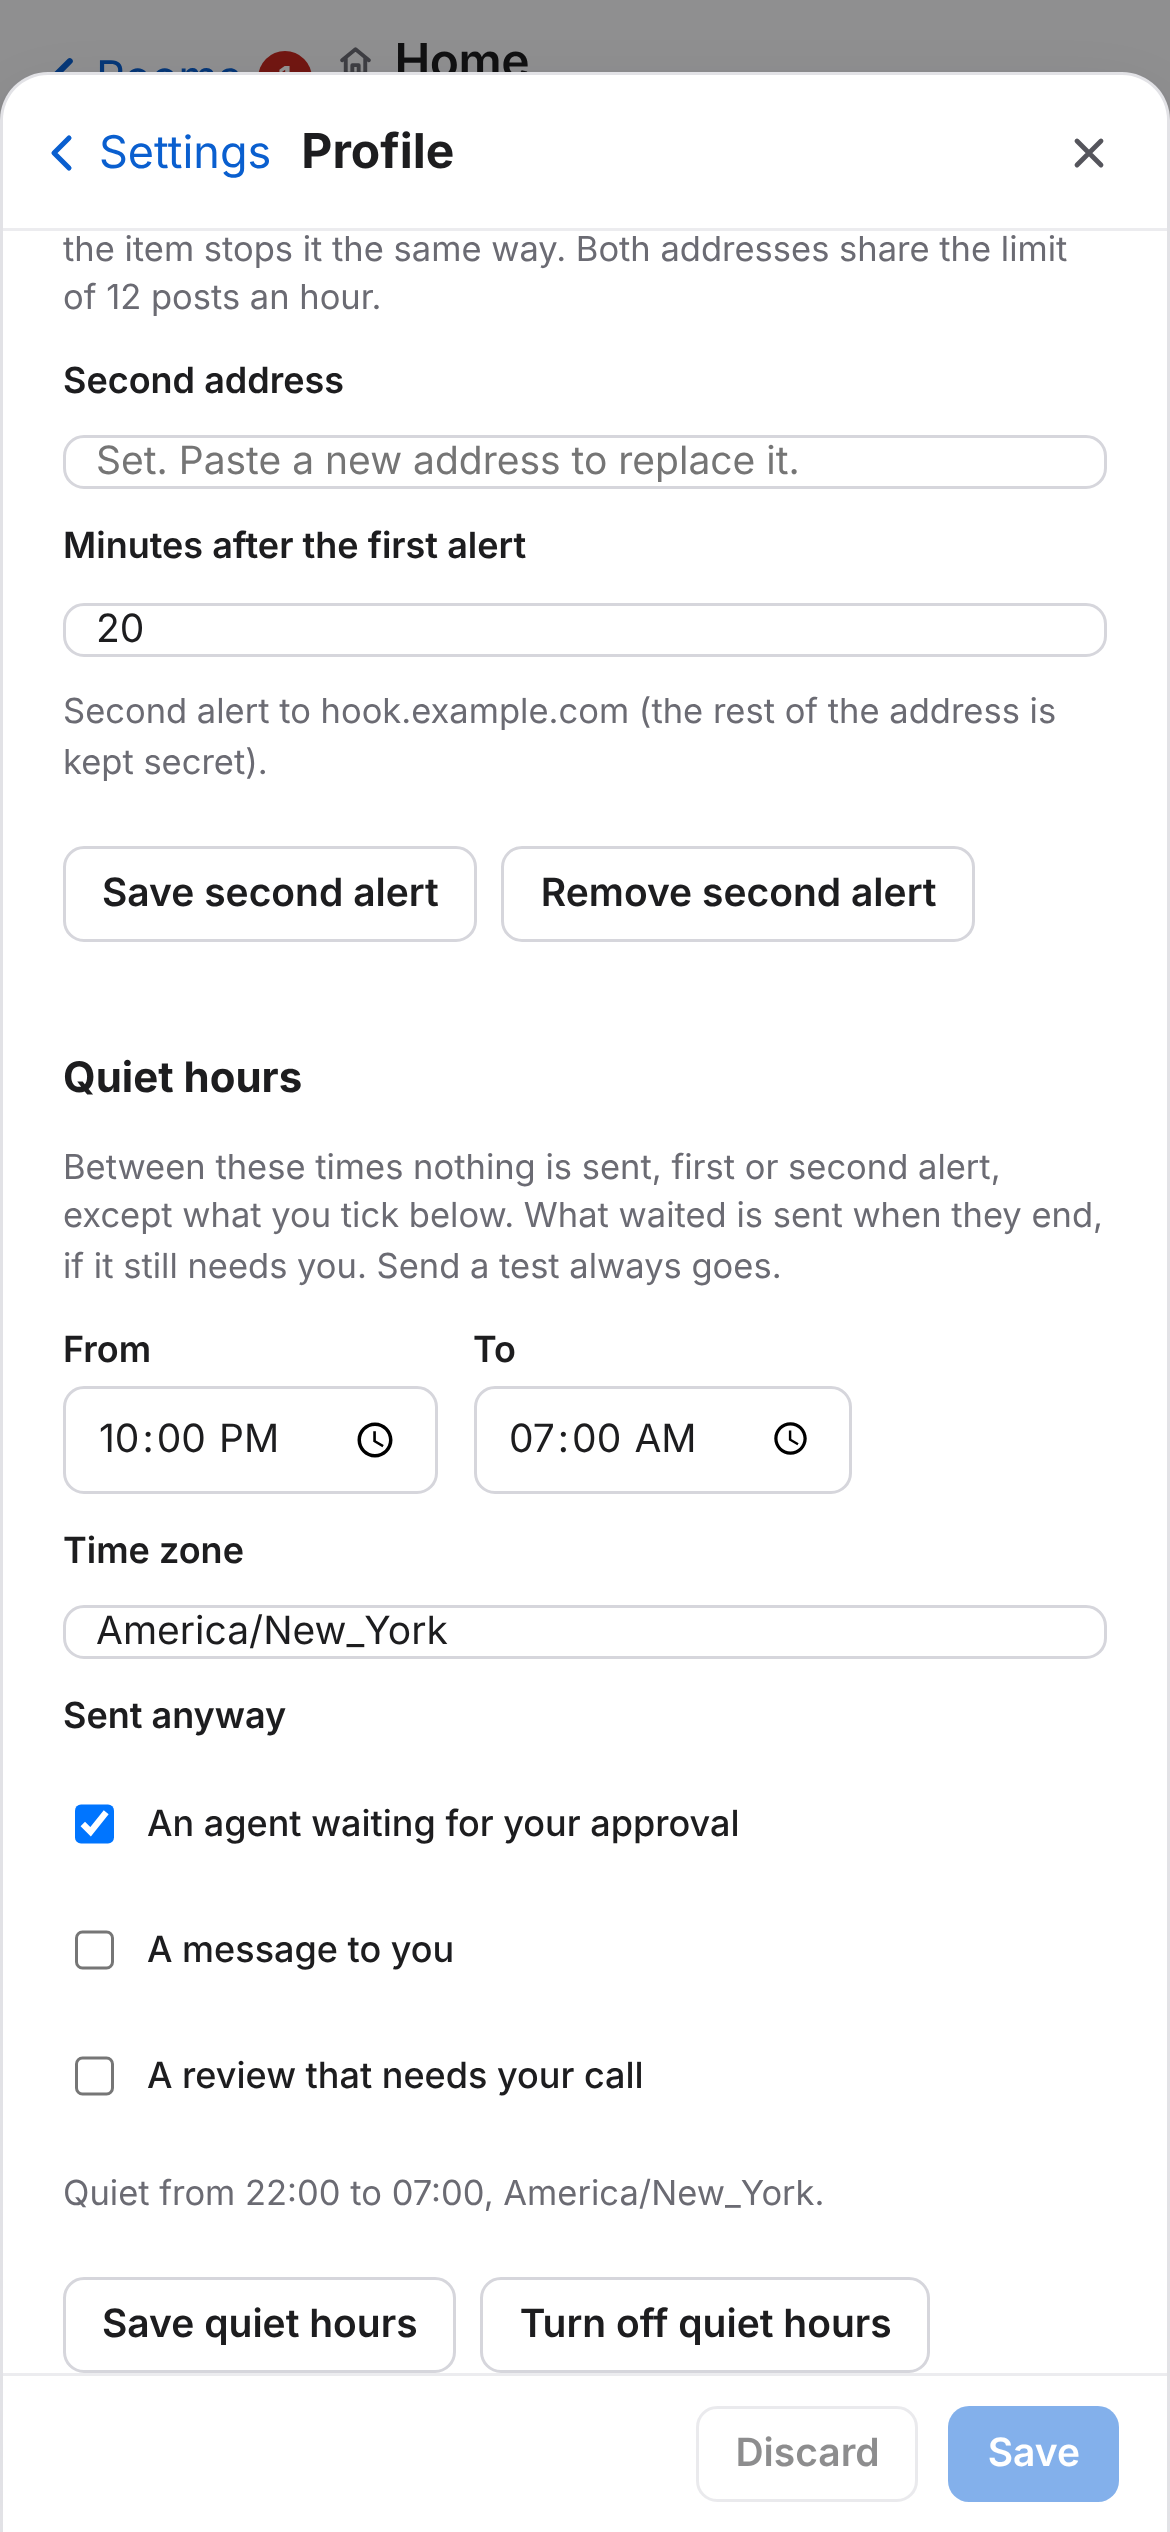 Rooms 1 Home
Settings Profile
the item stops it the same way. Both addresses share the limit
of 12 posts an hour.
Second address
Set. Paste a new address to replace it.
Minutes after the first alert
20
Second alert to hook.example.com (the rest of the address is
kept secret).
Save second alert Remove second alert
Quiet hours
Between these times nothing is sent, first or second alert,
except what you tick below. What waited is sent when they end,
if it still needs you. Send a test always goes.
From To
10:00 PM 07:00 AM
Time zone
America/New_York
Sent anyway
An agent waiting for your approval
A message to you
A review that needs your call
Quiet from 22:00 to 07:00, America/New_York.
Save quiet hours Turn off quiet hours
Discard Save